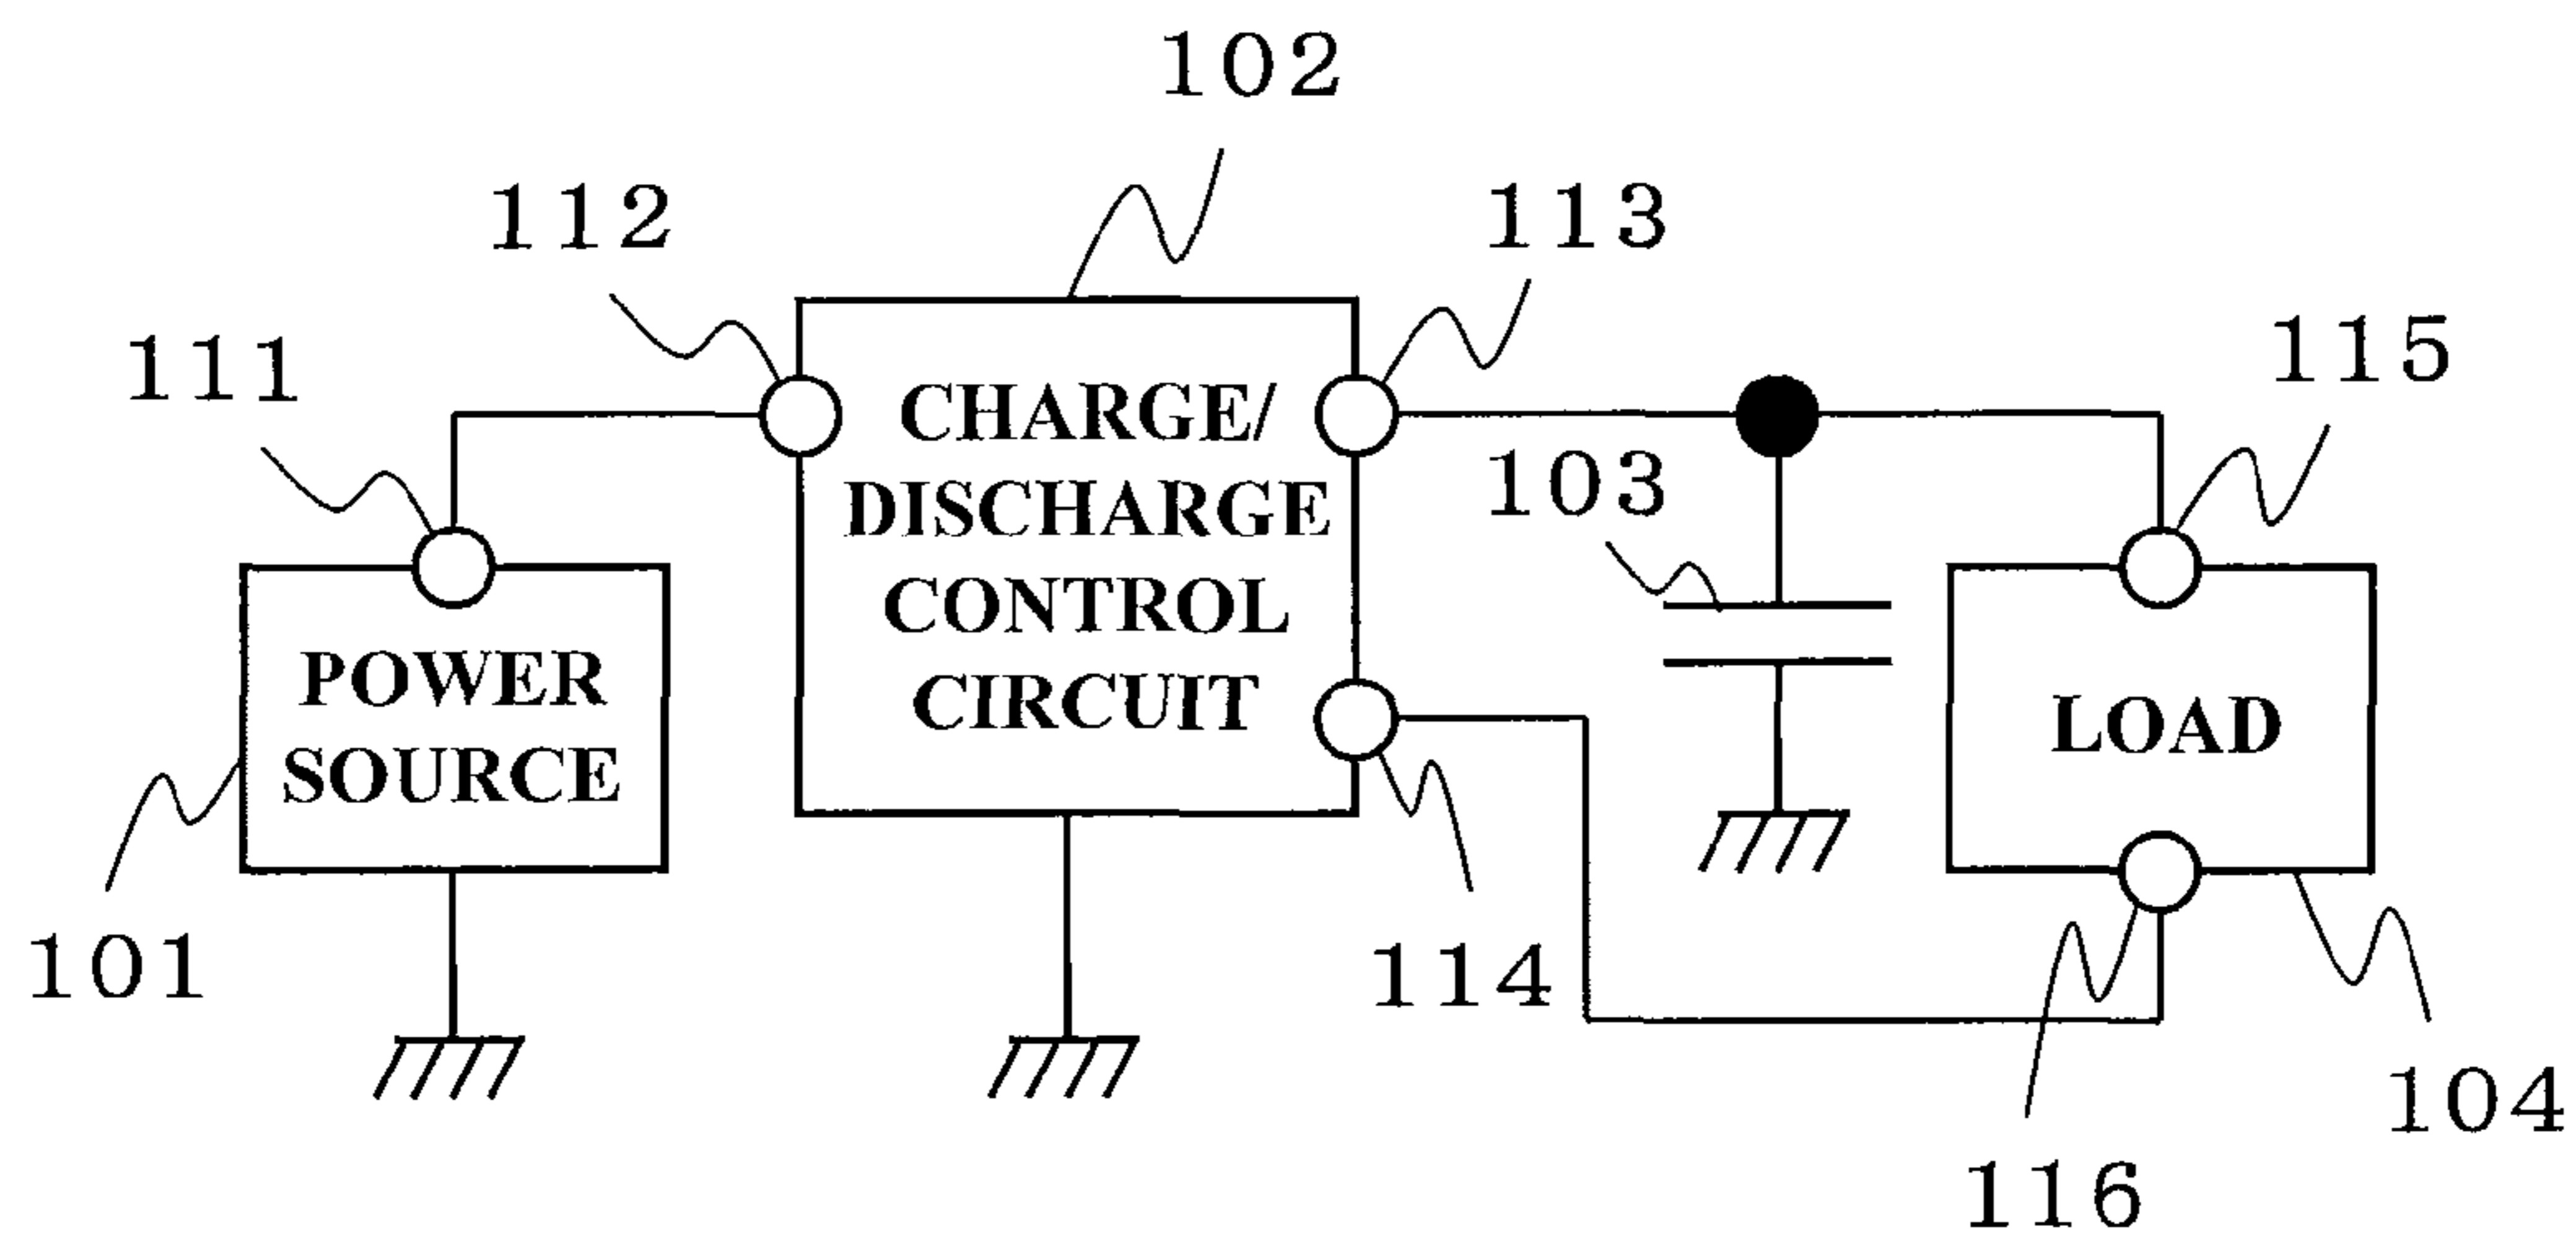 102
112
113
111
115
CHARGE/
DISCHARGE
CONTROL
CIRCUIT
103
POWER
SOURCE
LOAD
101
114
104
116